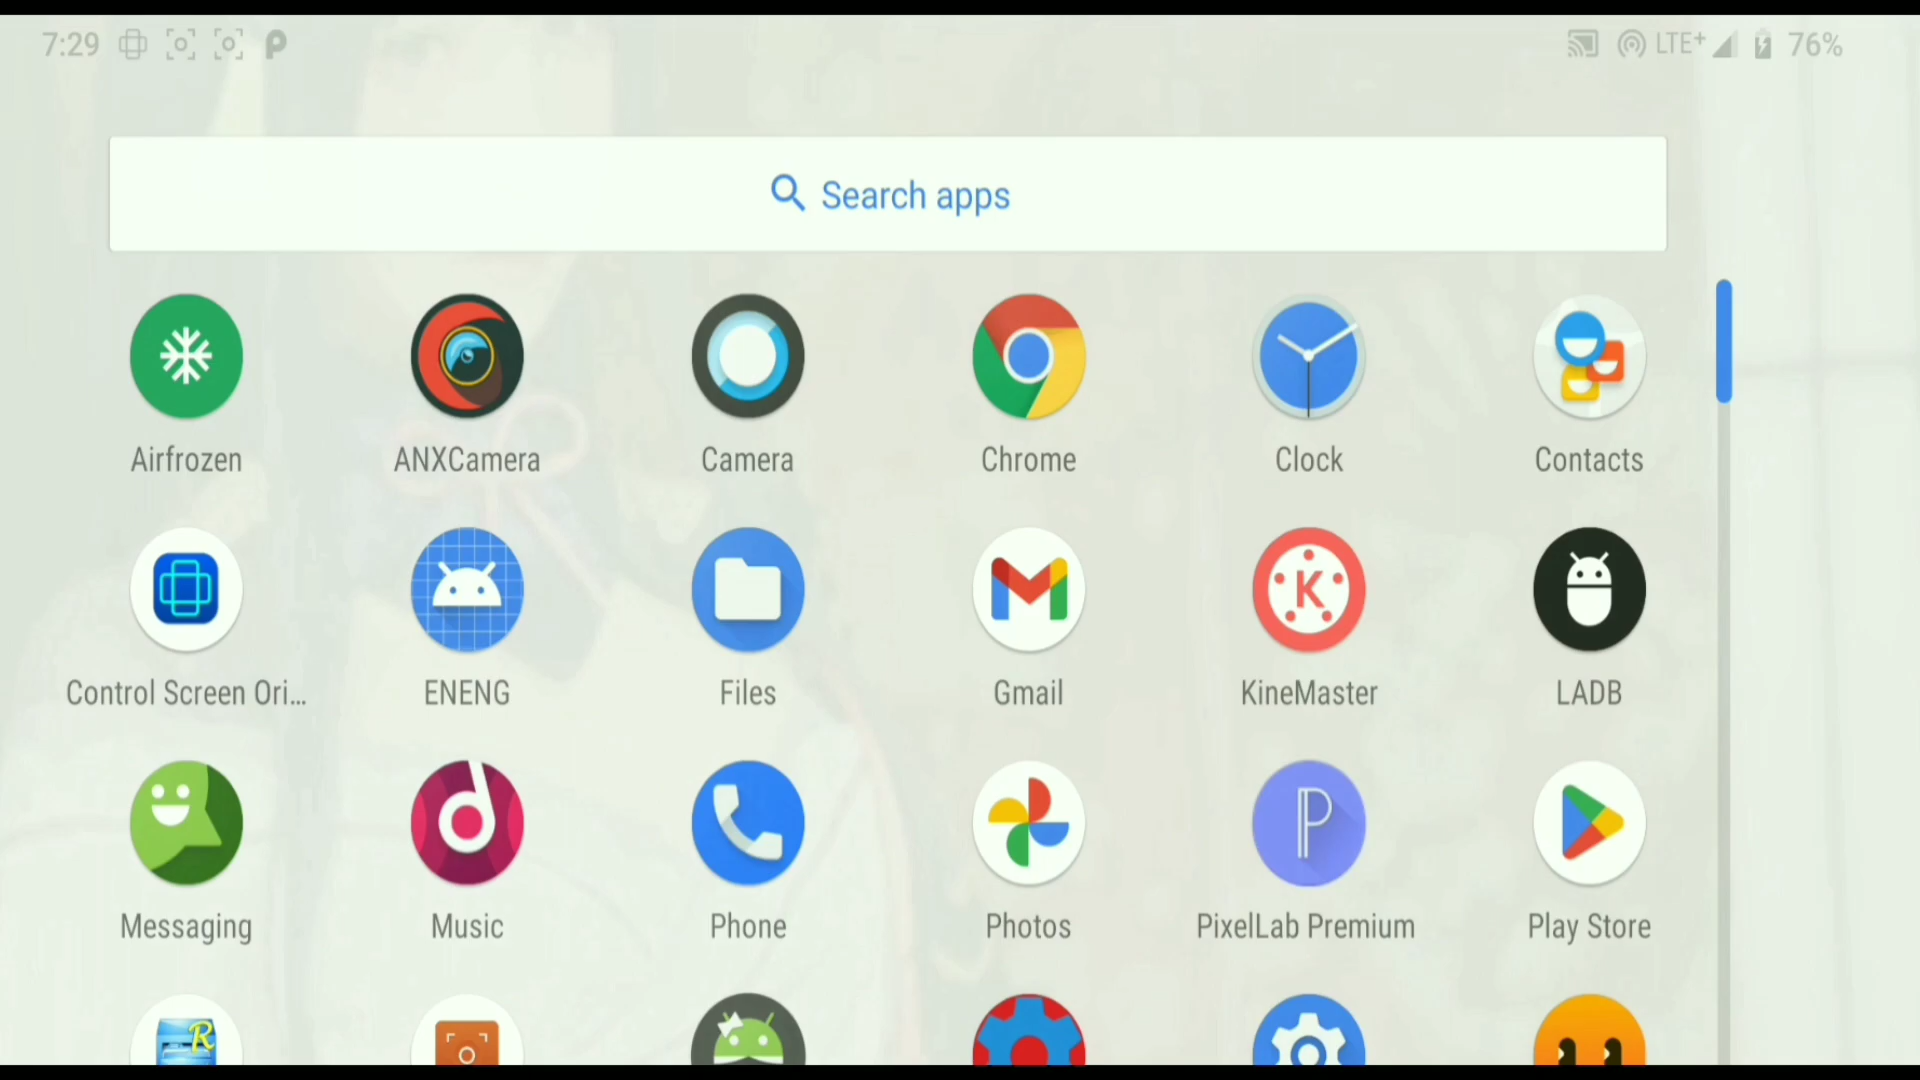 7:29 LTE+ 76%
Search apps
Airfrozen ANXCamera Camera Chrome Clock Contacts
Control Screen Ori... ENENG Files Gmail KineMaster LADB
Messaging Music Phone Photos PixelLab Premium Play Store